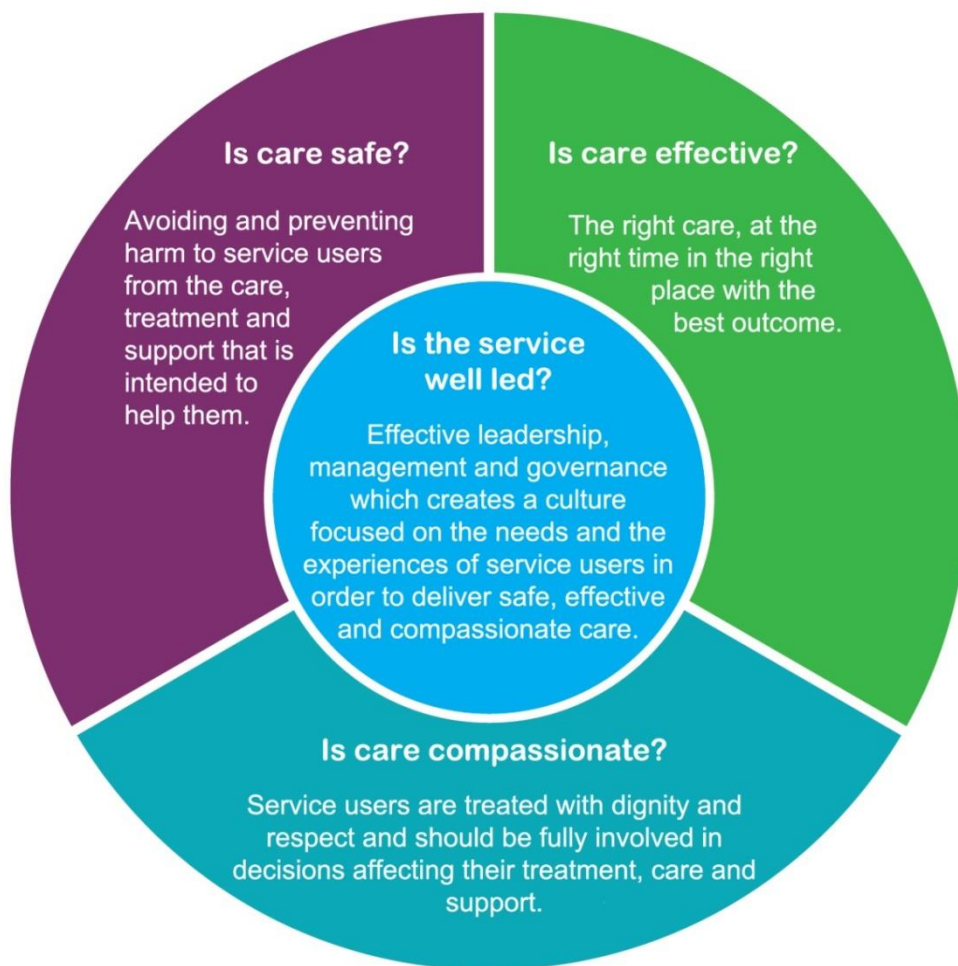 Is care safe?
Avoiding and preventing
harm to service users
from the care,
treatment and
support that is
intended to
help them.
Is care effective?
The right care, at the
right time in the right
place with the
best outcome.
Is the service
well led?
Effective leadership,
management and governance
which creates a culture
focused on the needs and the
experiences of service users in
order to deliver safe, effective
and compassionate care.
Is care compassionate?
Service users are treated with dignity and
respect and should be fully involved in
decisions affecting their treatment, care and
support.